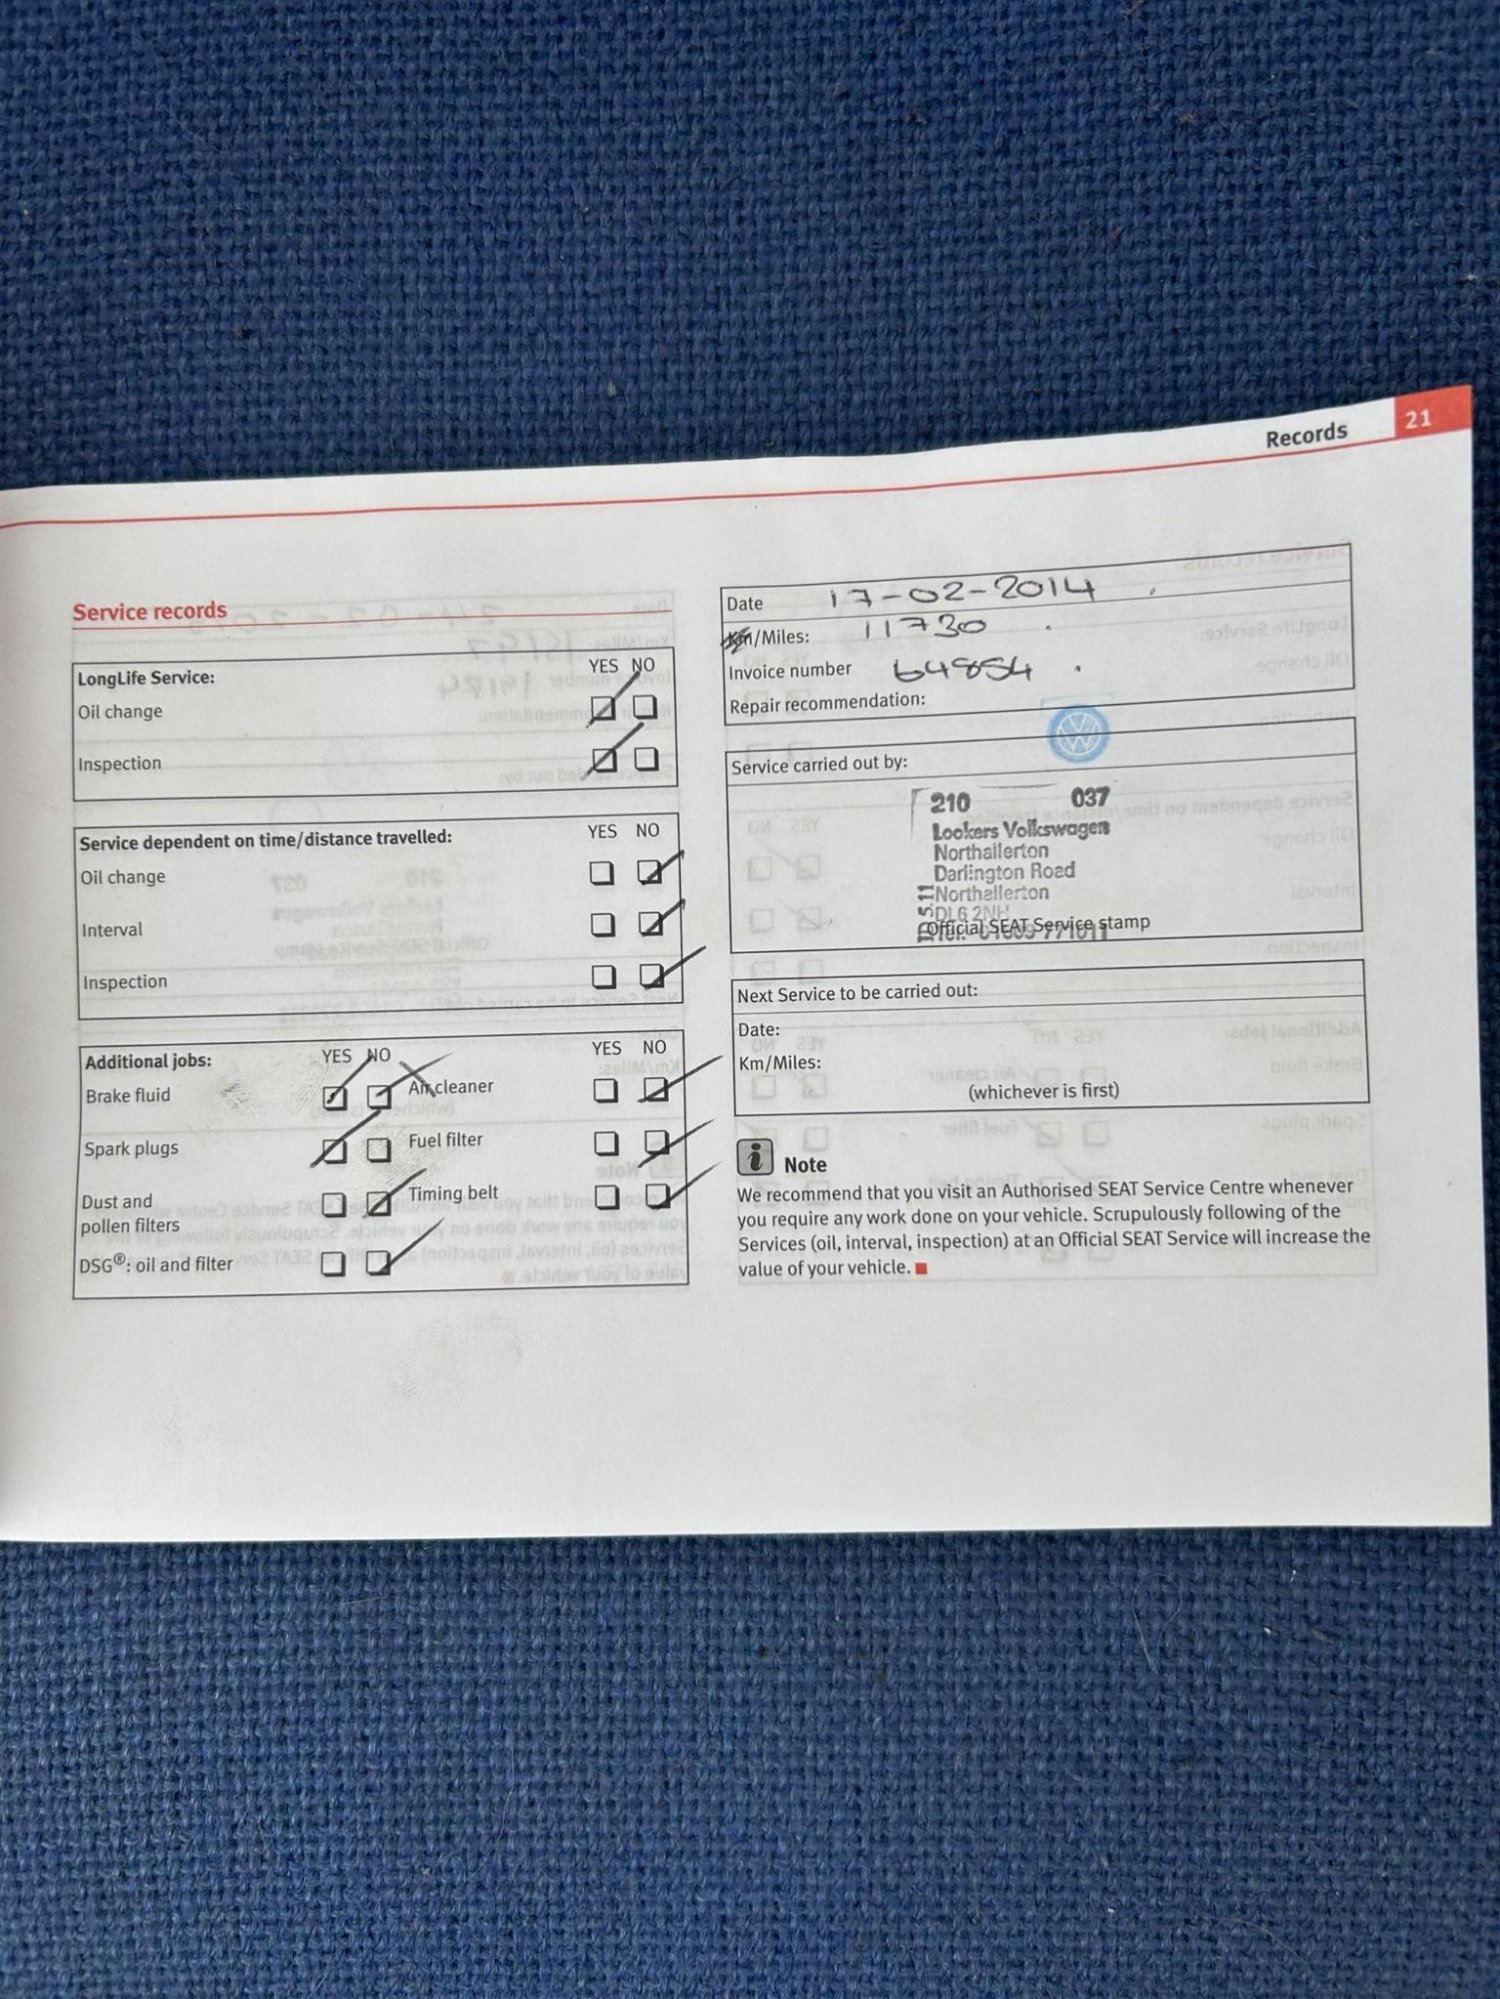 Records 21
Service records
LongLife Service: YES NO
Oil change
Inspection
Service dependent on time/distance travelled: YES NO
Oil change
Interval
Inspection
Additional jobs: YES NO YES NO
Brake fluid Air cleaner
Spark plugs Fuel filter
Dust and Timing belt
pollen filters
DSG®: oil and filter
Date 17-02-2014
Km/Miles: 11730
Invoice number 64854
Repair recommendation:
Service carried out by:
210 037
Lookers Volkswagen
Northallerton
Darlington Road
Northallerton
DL6 2NH
Official SEAT Service stamp
Next Service to be carried out:
Date:
Km/Miles:
(whichever is first)
i Note
We recommend that you visit an Authorised SEAT Service Centre whenever
you require any work done on your vehicle. Scrupulously following of the
Services (oil, interval, inspection) at an Official SEAT Service will increase the
value of your vehicle.